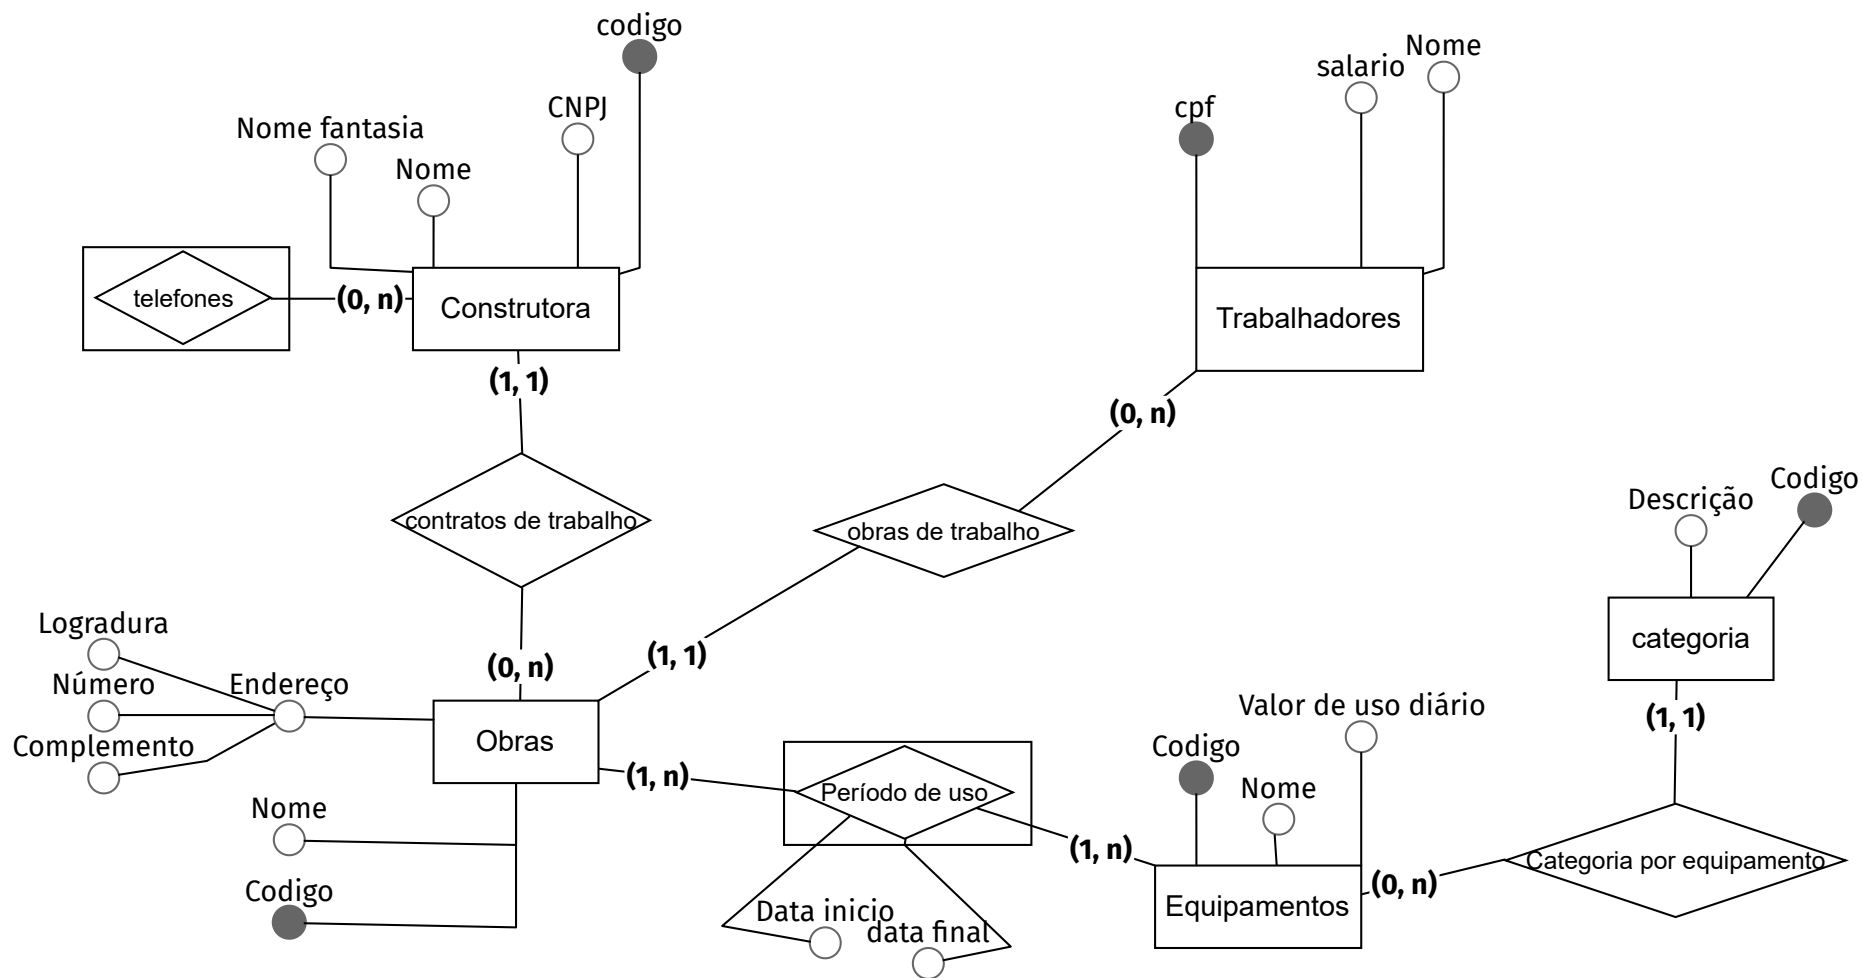 codigo
Nome
salario
CNPJ
cpf
Nome fantasia
Nome
telefones
(0, n)
Construtora
Trabalhadores
(1, 1)
(0, n)
Codigo
Descrição
contratos de trabalho
obras de trabalho
Logradura
categoria
(0, n)
(1, 1)
Número
Endereço
Valor de uso diário
(1, 1)
Complemento
Obras
Codigo
(1, n)
Período de uso
Nome
Nome
(1, n)
Categoria por equipamento
(0, n)
Codigo
Data inicio
Equipamentos
data final